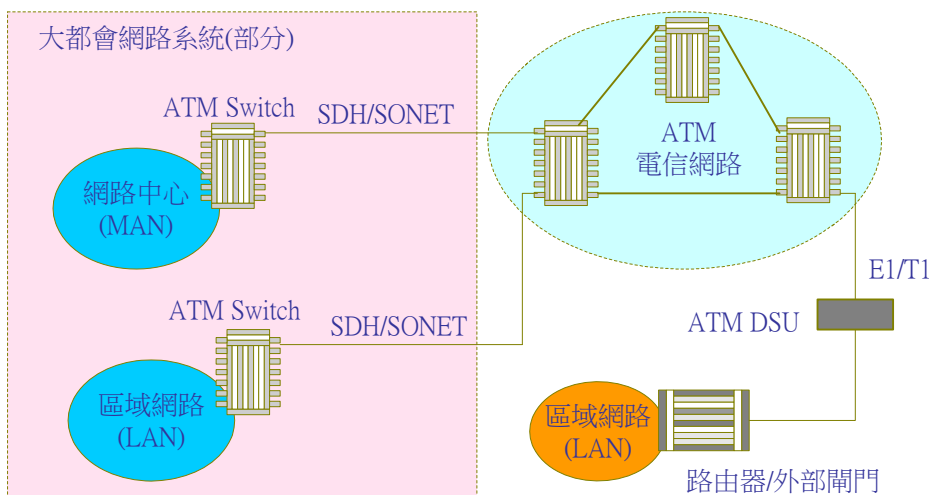 大都會網路系統(部分)
ATM Switch
SDH/SONET
ATM
電信網路
網路中心
(MAN)
E1/T1
ATM Switch
SDH/SONET
ATM DSU
區域網路
(LAN)
區域網路
(LAN)
路由器/外部閘門